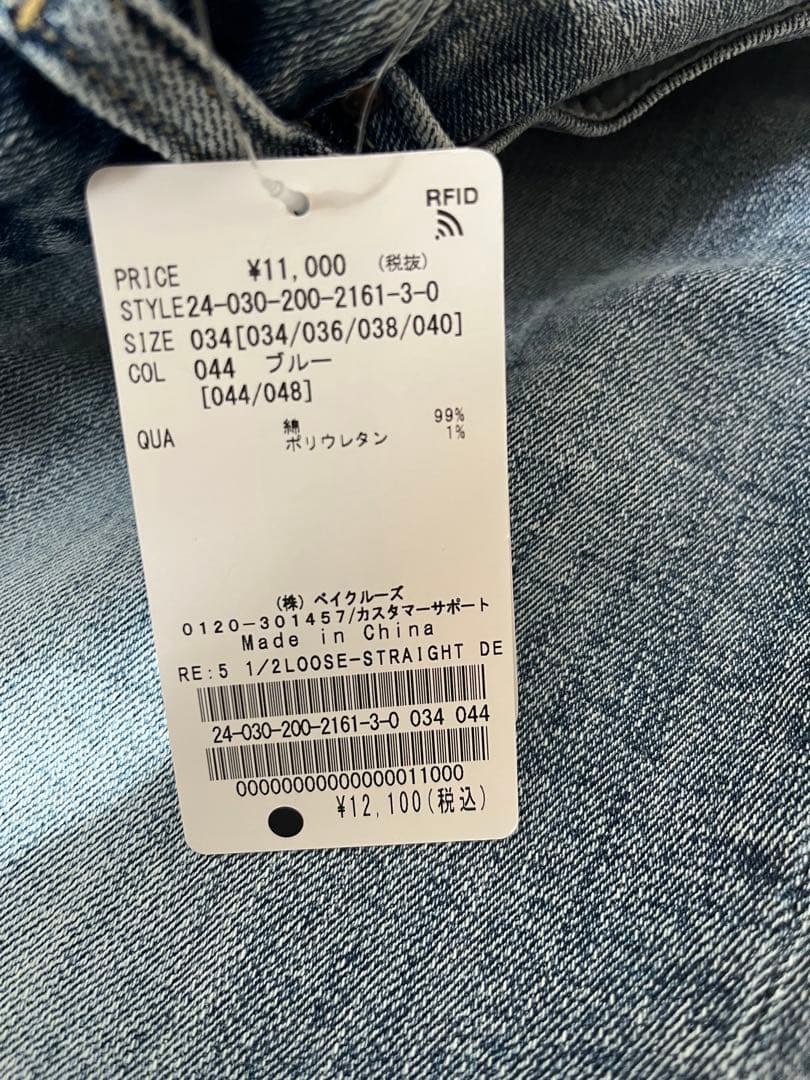 RFID
PRICE ¥11,000 (税抜)
STYLE24-030-200-2161-3-0
SIZE 034[034/036/038/040]
COL 044 ブルー
[044/048]
QUA 綿 99%
ポリウレタン 1%
(株) ベイクルーズ
0120-301457/カスタマーサポート
Made in China
RE:5 1/2LOOSE-STRAIGHT DE
24-030-200-2161-3-0 034 044
00000000000000011000
¥12,100(税込)